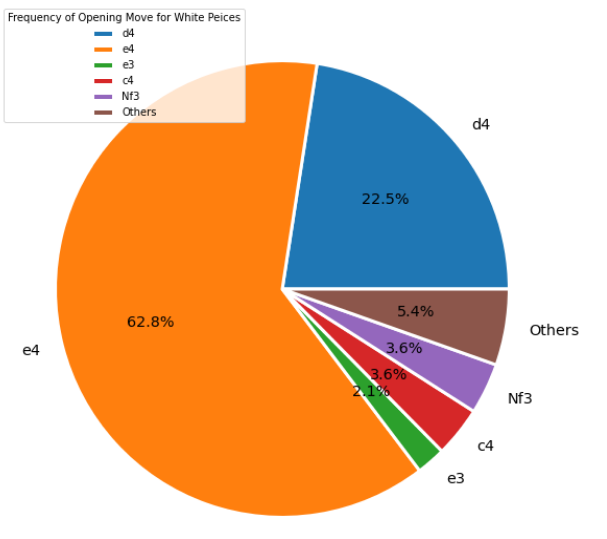 Frequency of Opening Move for White Peices
d4
e4
e3
c4
Nf3
Others
d4
22.5%
62.8%
e4
5.4%
Others
3.6%
Nf3
3.6%
c4
2.1%
e3